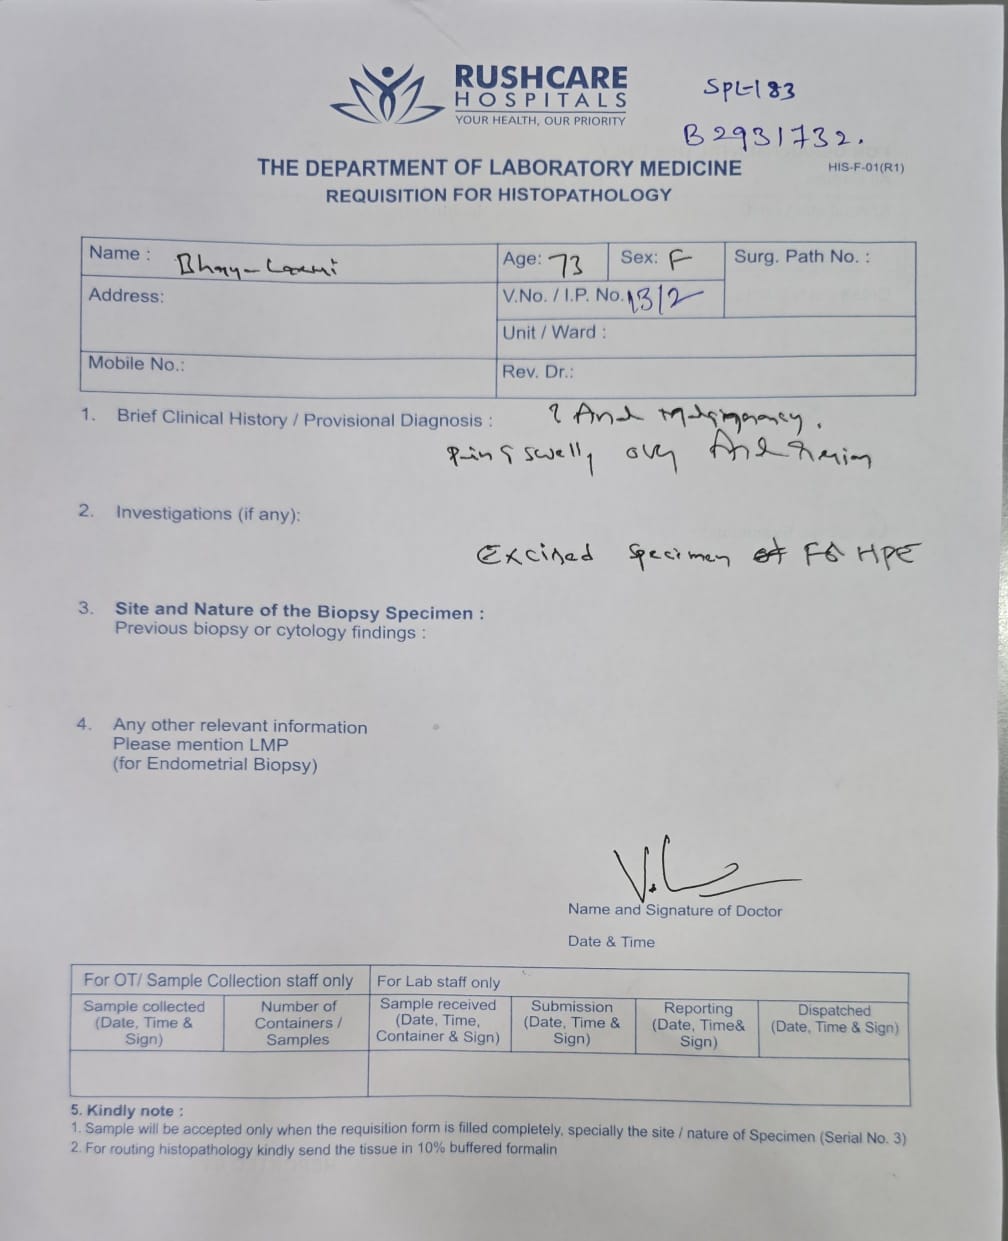 RUSHCARE
HOSPITALS
YOUR HEALTH, OUR PRIORITY
SPL-183
B2931732.
THE DEPARTMENT OF LABORATORY MEDICINE
HIS-F-01(R1)
REQUISITION FOR HISTOPATHOLOGY
Name :
Age: 73
Sex: F
Surg. Path No. :
Address:
V.No. / I.P. No. 1312
Unit / Ward :
Mobile No.:
Rev. Dr.:
1. Brief Clinical History / Provisional Diagnosis : ? malignancy.
swelling over
2. Investigations (if any):
Excised specimen For HPE
3. Site and Nature of the Biopsy Specimen :
Previous biopsy or cytology findings :
4. Any other relevant information
Please mention LMP
(for Endometrial Biopsy)
Name and Signature of Doctor
Date & Time
For OT/ Sample Collection staff only
For Lab staff only
Sample collected (Date, Time & Sign)
Number of Containers / Samples
Sample received (Date, Time, Container & Sign)
Submission (Date, Time & Sign)
Reporting (Date, Time& Sign)
Dispatched (Date, Time & Sign)
5. Kindly note :
1. Sample will be accepted only when the requisition form is filled completely, specially the site / nature of Specimen (Serial No. 3)
2. For routing histopathology kindly send the tissue in 10% buffered formalin